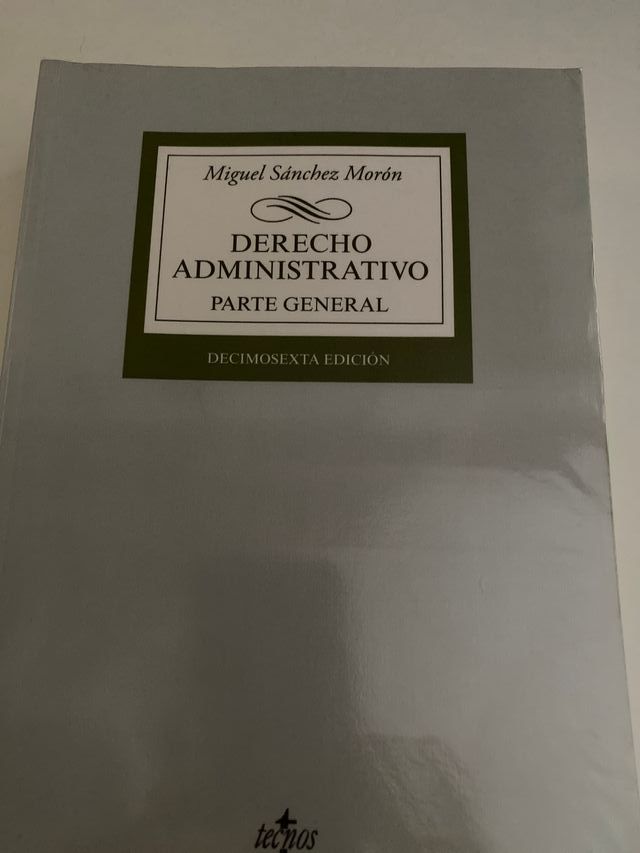 Miguel Sánchez Morón
DERECHO
ADMINISTRATIVO
PARTE GENERAL
DECIMOSEXTA EDICIÓN
tecnos